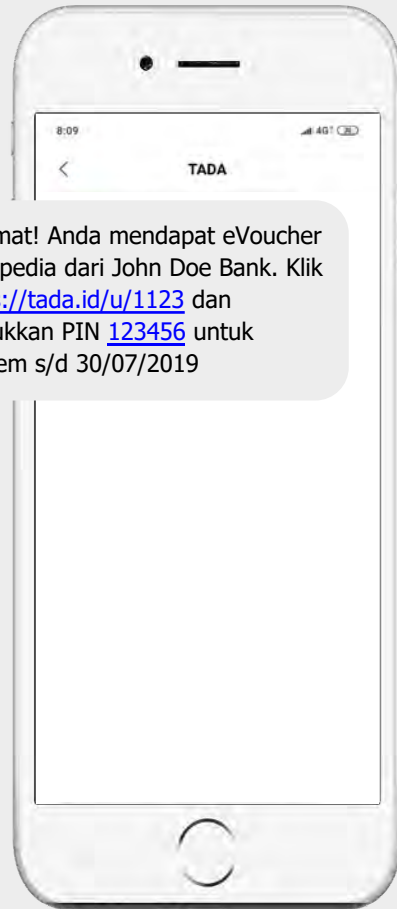 8:09
4G
TADA
mat! Anda mendapat eVoucher
pedia dari John Doe Bank. Klik
s://tada.id/u/1123 dan
ukkan PIN 123456 untuk
em s/d 30/07/2019